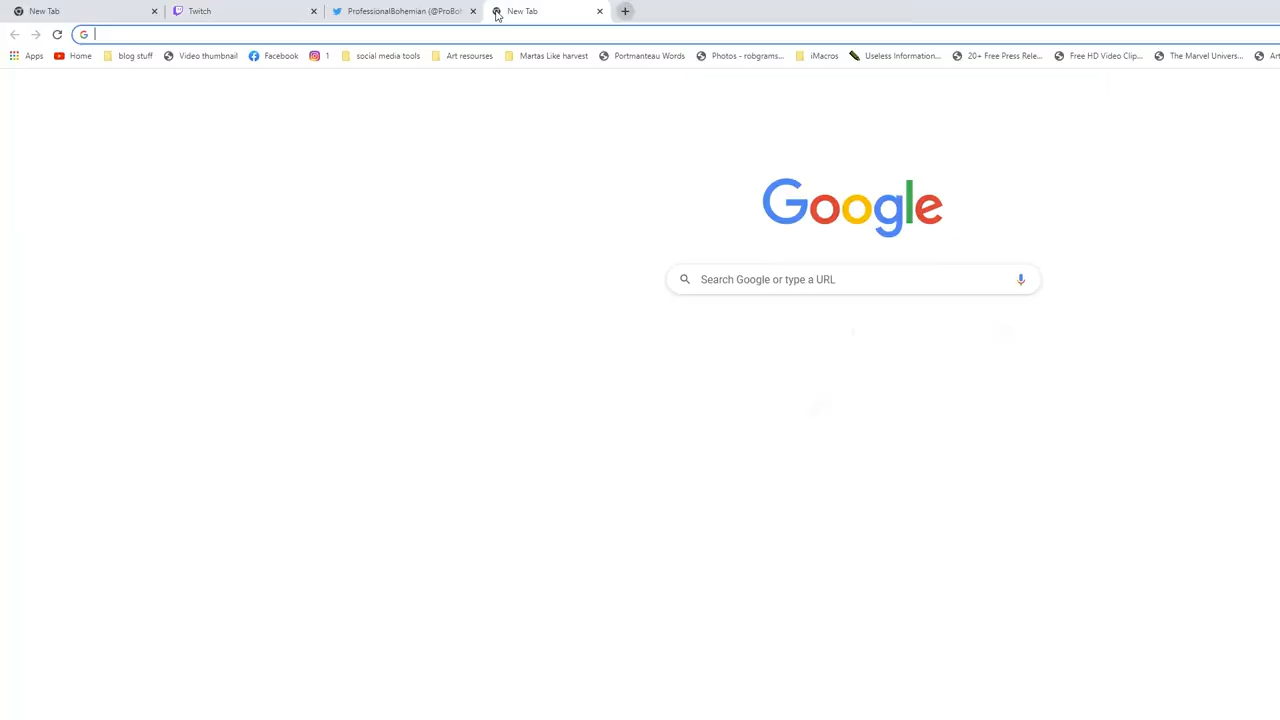 New Tab Twitch ProfessionalBohemian (@ProBoh New Tab
Apps Home blog stuff Video thumbnail Facebook 1 social media tools Art resourses Martas Like harvest Portmanteau Words Photos - robgrams... iMacros Useless Information... 20+ Free Press Rele... Free HD Video Clip... The Marvel Univers... Art
Google
Search Google or type a URL